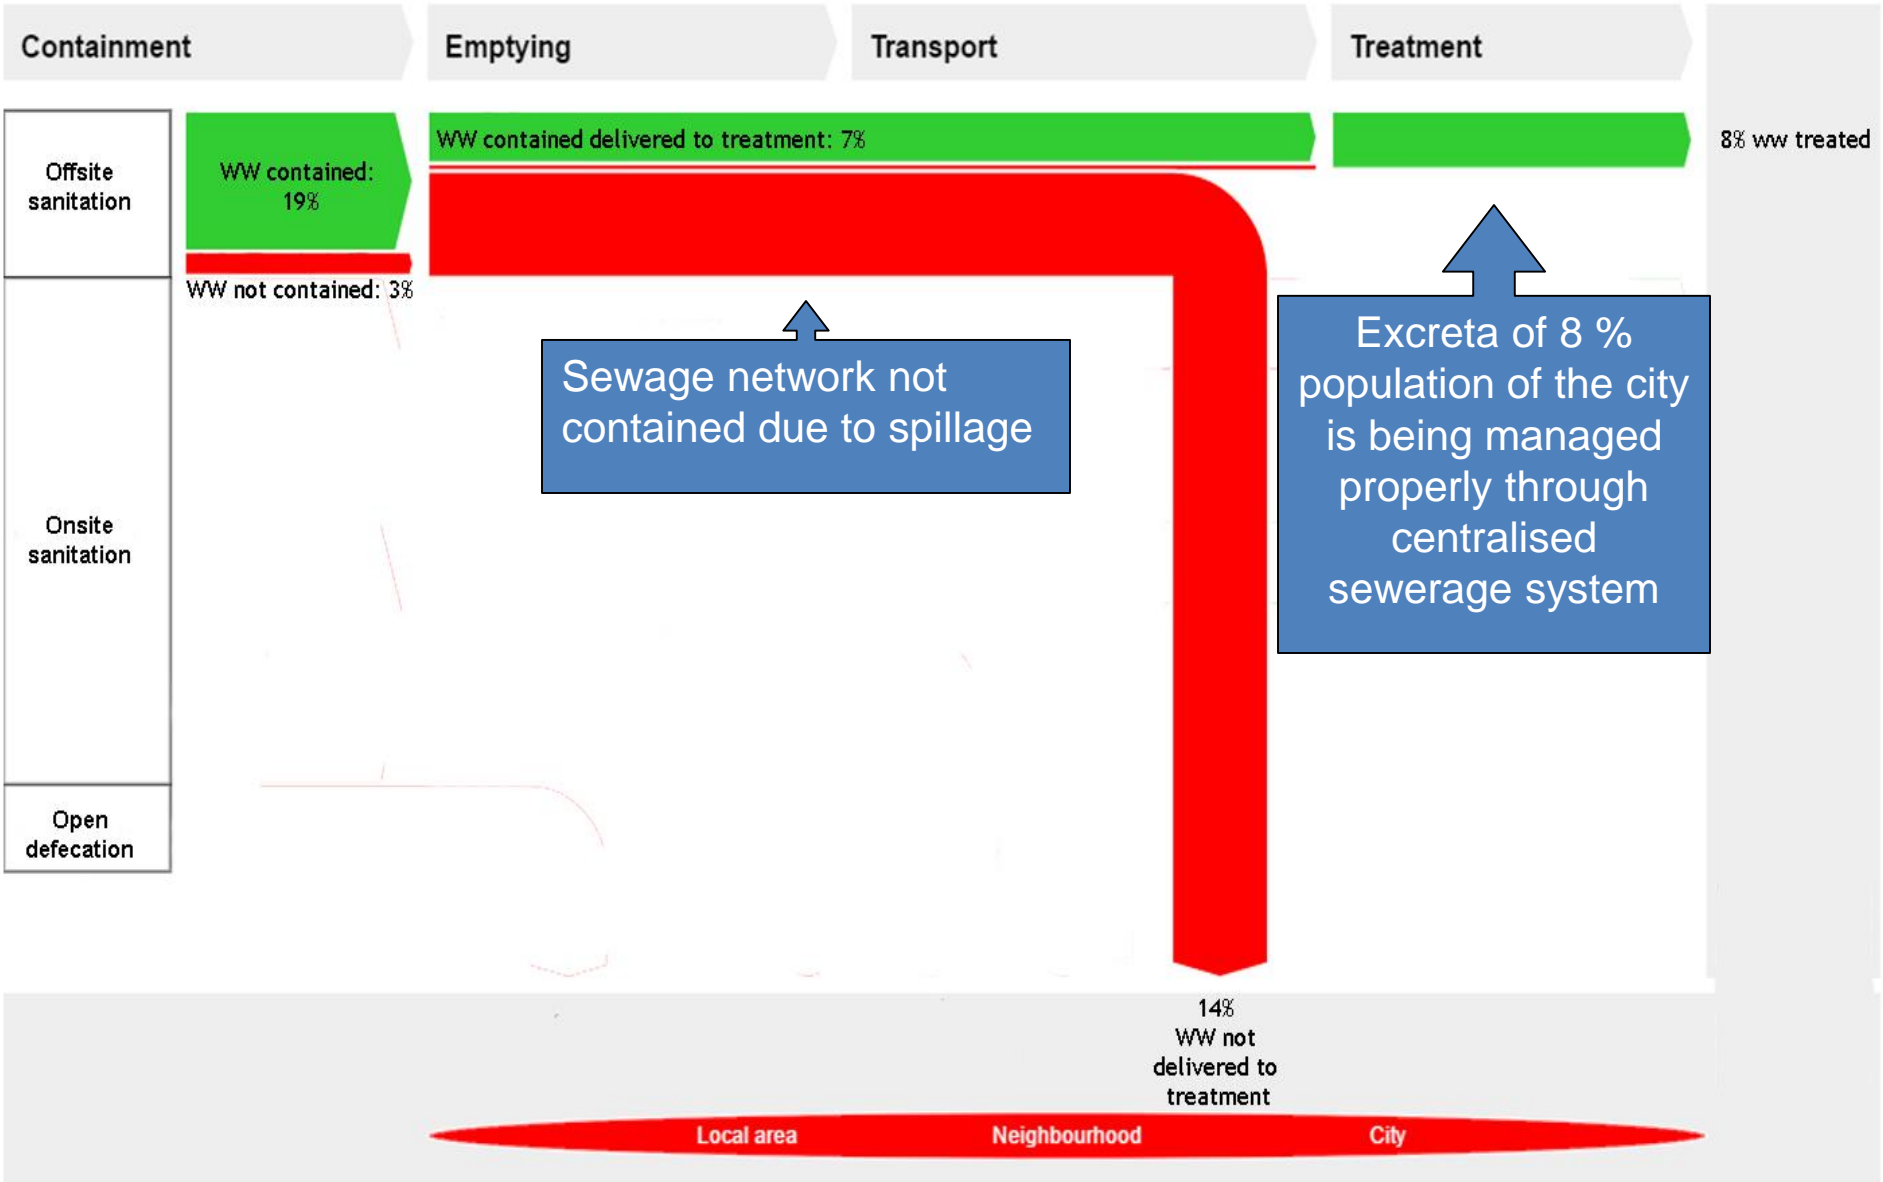 Containment
Emptying
Transport
Treatment
Offsite
sanitation
WW contained:
19%
WW contained delivered to treatment: 7%
8% ww treated
WW not contained: 3%
Sewage network not
contained due to spillage
Excreta of 8 %
population of the city
is being managed
properly through
centralised
sewerage system
Onsite
sanitation
Open
defecation
14%
WW not
delivered to
treatment
Local area
Neighbourhood
City